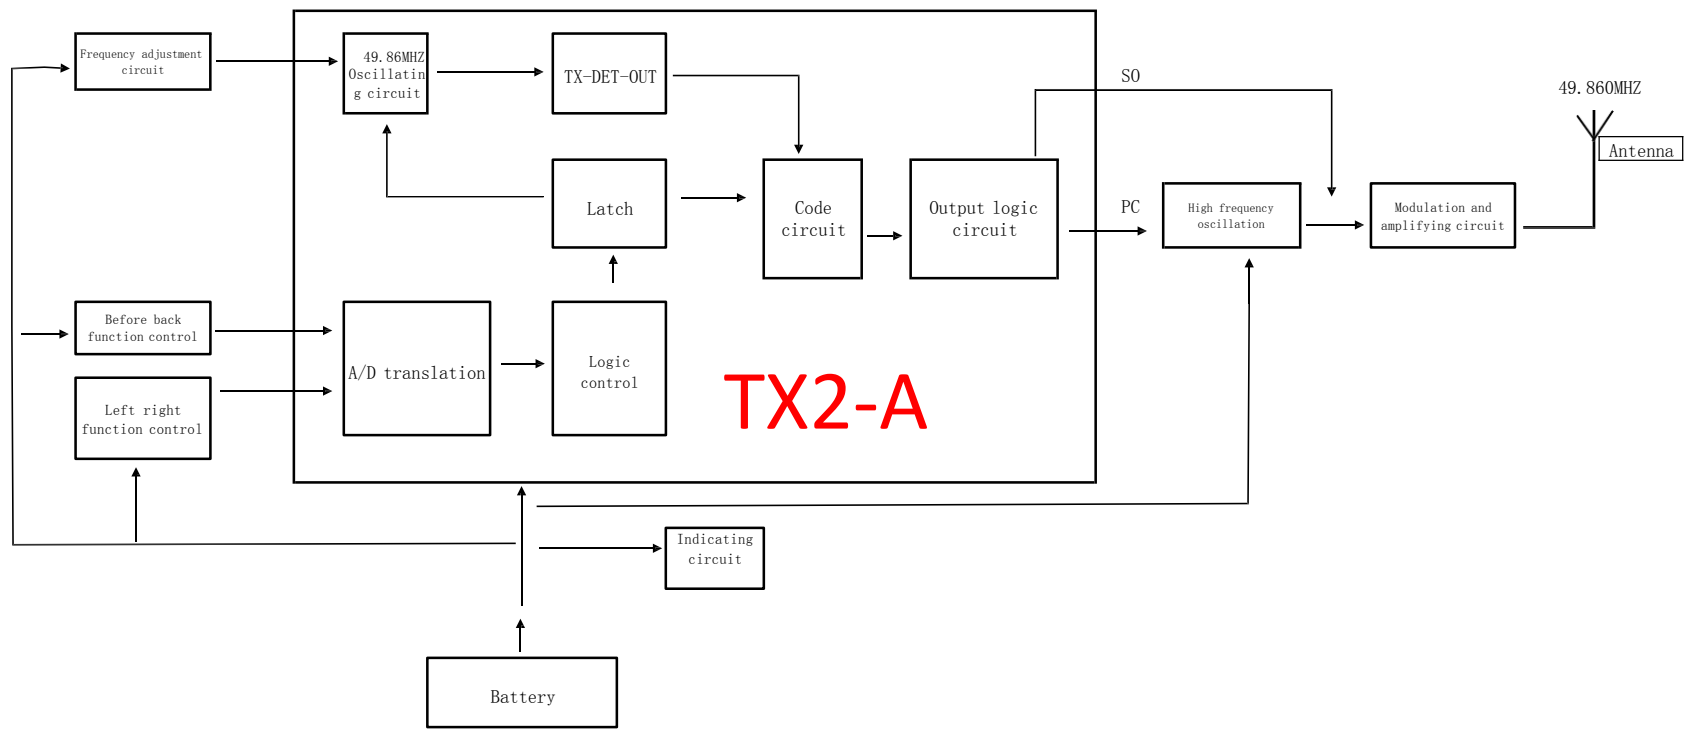 Frequency adjustment
circuit
49.86MHZ
Oscillatin
g circuit
TX-DET-OUT
SO
49.860MHZ
Antenna
Latch
Code
circuit
Output logic
circuit
PC
High frequency
oscillation
Modulation and
amplifying circuit
Before back
function control
Left right
function control
A/D translation
Logic
control
TX2-A
Indicating
circuit
Battery